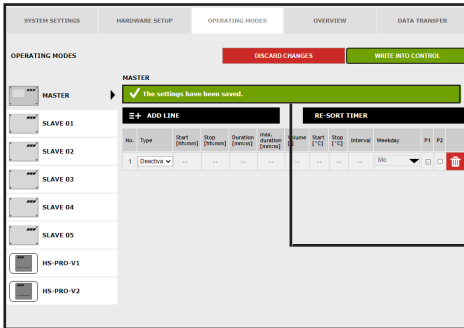 SYSTEM SETTINGS HARDWARE SETUP OPERATING MODES OVERVIEW DATA TRANSFER
OPERATING MODES DISCARD CHANGES WRITE INTO CONTROL
MASTER
The settings have been saved.
ADD LINE RE-SORT TIMER
No. Type Start [hh:mm] Stop [hh:mm] Duration [mm:ss] max. duration [mm:ss] Volume Start [°C] Stop [°C] Interval Weekday P1 P2
1 Deactiva -- -- -- -- -- -- -- -- Mo
MASTER
SLAVE 01
SLAVE 02
SLAVE 03
SLAVE 04
SLAVE 05
HS-PRO-V1
HS-PRO-V2